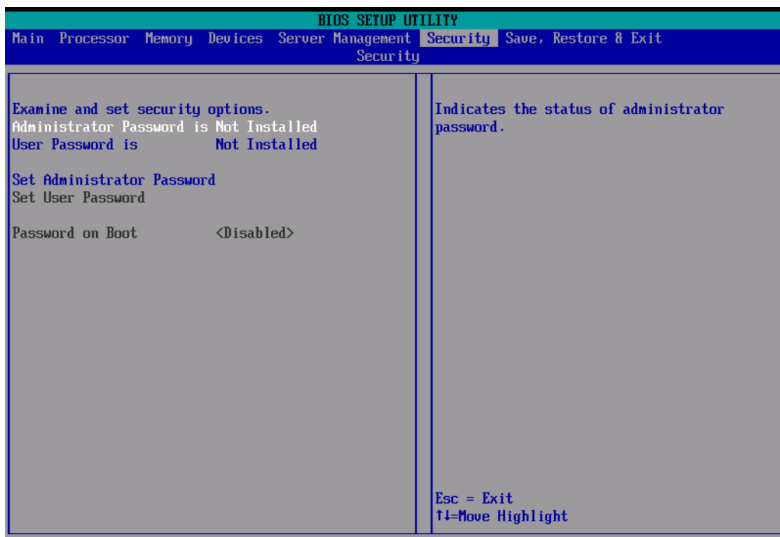 BIOS SETUP UTILITY
Main Processor Memory Devices Server Management Security Save, Restore & Exit
Security
Examine and set security options.
Administrator Password is Not Installed
User Password is Not Installed
Set Administrator Password
Set User Password
Password on Boot <Disabled>
Indicates the status of administrator
password.
Esc = Exit
↑↓=Move Highlight